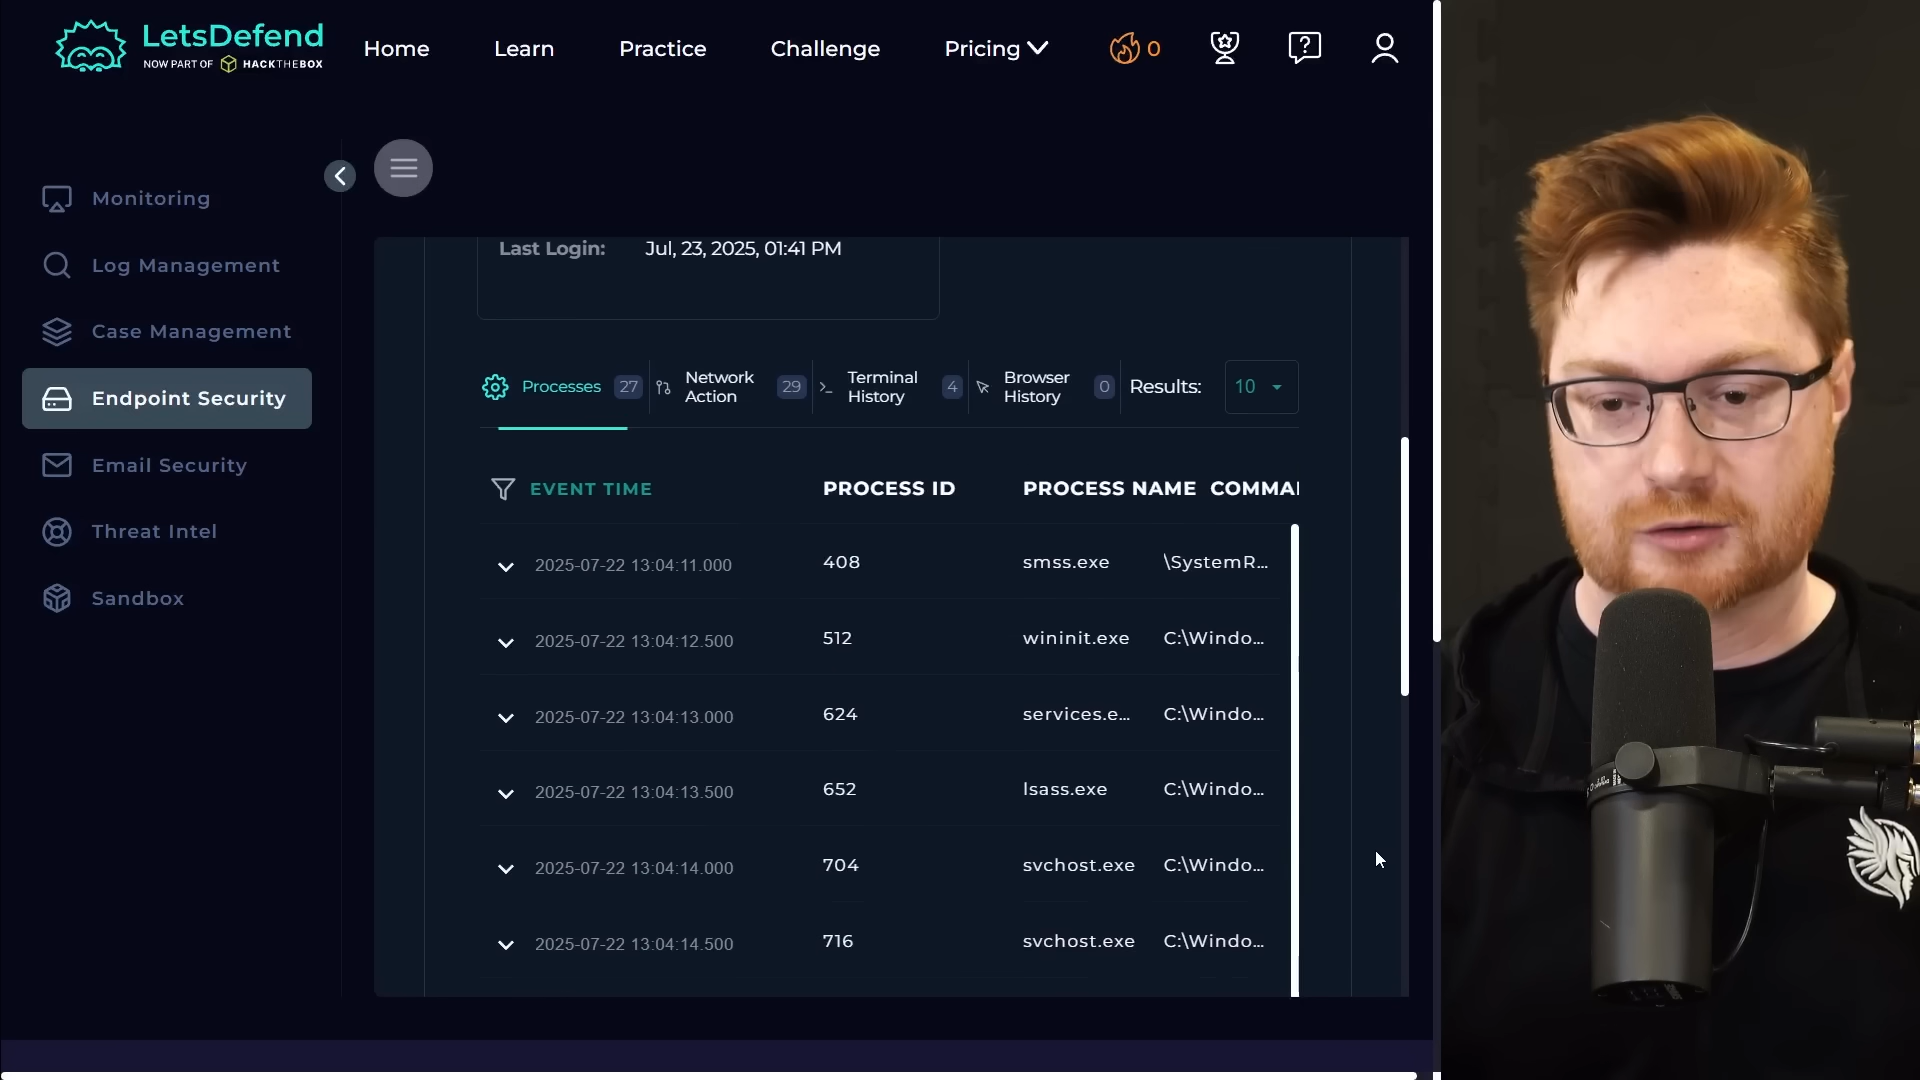 LetsDefend
NOW PART OF HACKTHEBOX
Home
Learn
Practice
Challenge
Pricing
0
Monitoring
Log Management
Case Management
Endpoint Security
Email Security
Threat Intel
Sandbox
Last Login: Jul, 23, 2025, 01:41 PM
Processes 27
Network Action 29
Terminal History 4
Browser History 0
Results: 10
EVENT TIME PROCESS ID PROCESS NAME COMMA
2025-07-22 13:04:11.000 408 smss.exe \SystemR...
2025-07-22 13:04:12.500 512 wininit.exe C:\Windo...
2025-07-22 13:04:13.000 624 services.e... C:\Windo...
2025-07-22 13:04:13.500 652 lsass.exe C:\Windo...
2025-07-22 13:04:14.000 704 svchost.exe C:\Windo...
2025-07-22 13:04:14.500 716 svchost.exe C:\Windo...